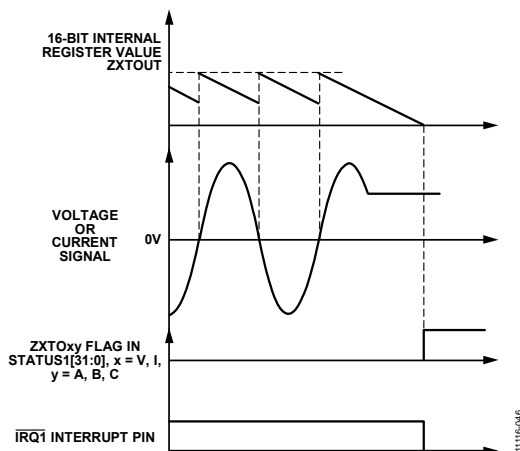 16-BIT INTERNAL
REGISTER VALUE
ZXTOUT
VOLTAGE
OR
CURRENT
SIGNAL
0V
ZXTOxy FLAG IN
STATUS1[31:0], x = V, I,
y = A, B, C
IRQ1 INTERRUPT PIN
11116-046